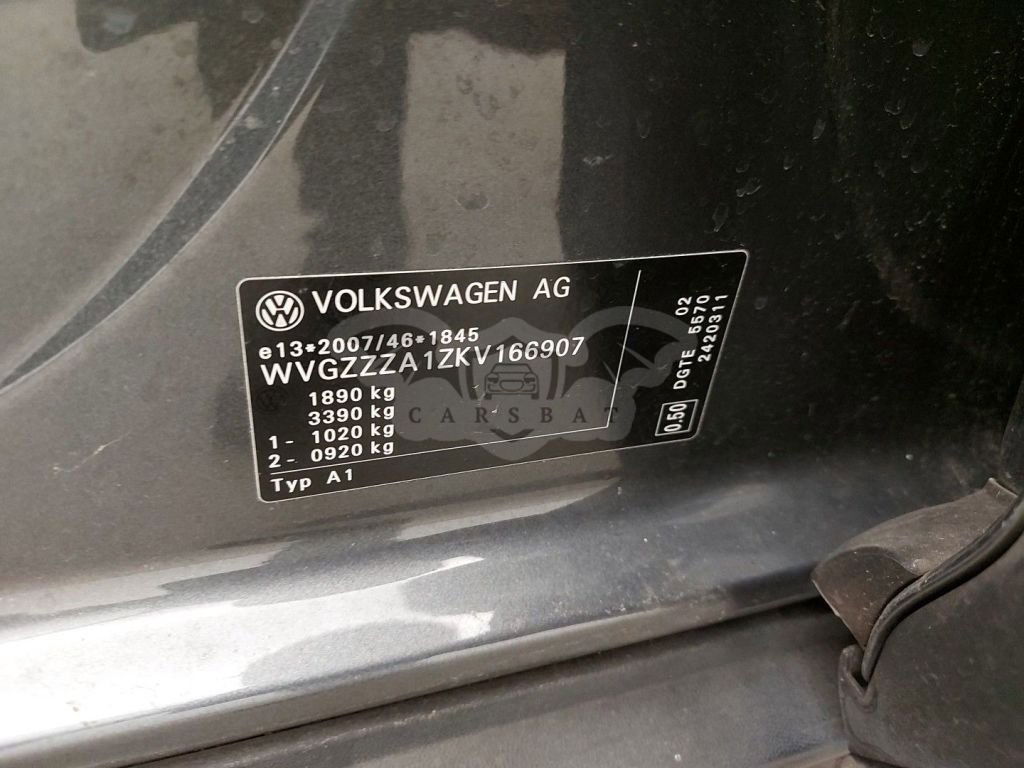 VOLKSWAGEN AG
e13*2007/46*1845
WVGZZZA1ZKV166907
1890 kg
3390 kg
1- 1020 kg
2- 0920 kg
Typ A1
0.50
DGTE 5570 02
2420311
CARSBAT